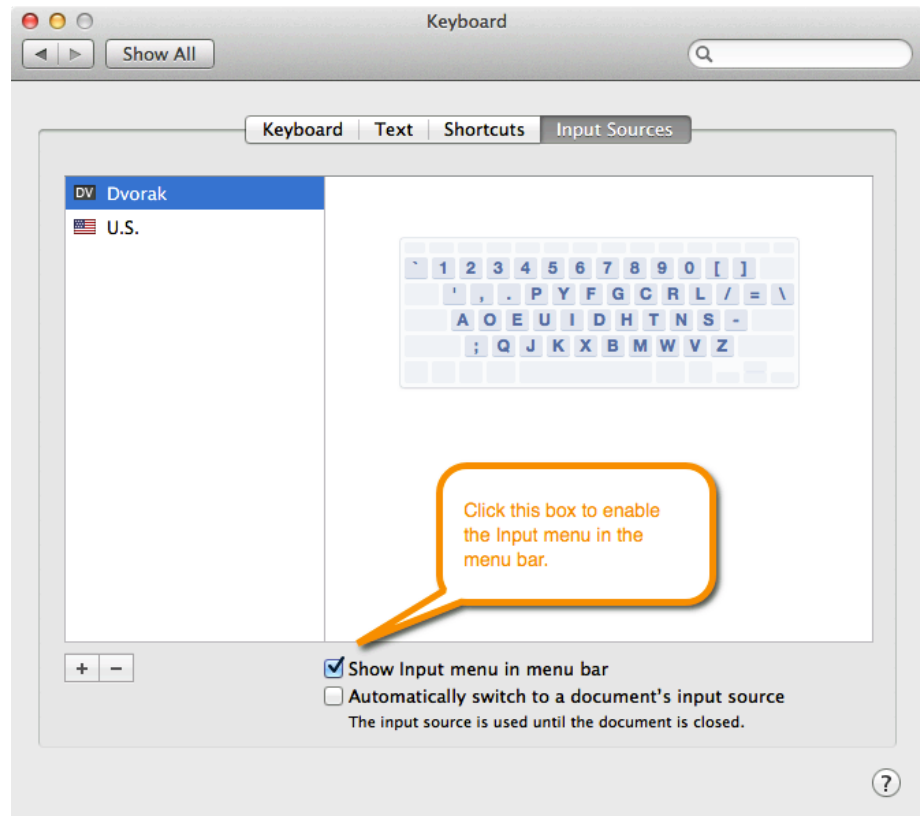 Keyboard
Show All
Keyboard Text Shortcuts Input Sources
DV Dvorak
U.S.
` 1 2 3 4 5 6 7 8 9 0 [ ]
' , . P Y F G C R L / = \
A O E U I D H T N S -
; Q J K X B M W V Z
Click this box to enable
the Input menu in the
menu bar.
+ −
Show Input menu in menu bar
Automatically switch to a document's input source
The input source is used until the document is closed.
?